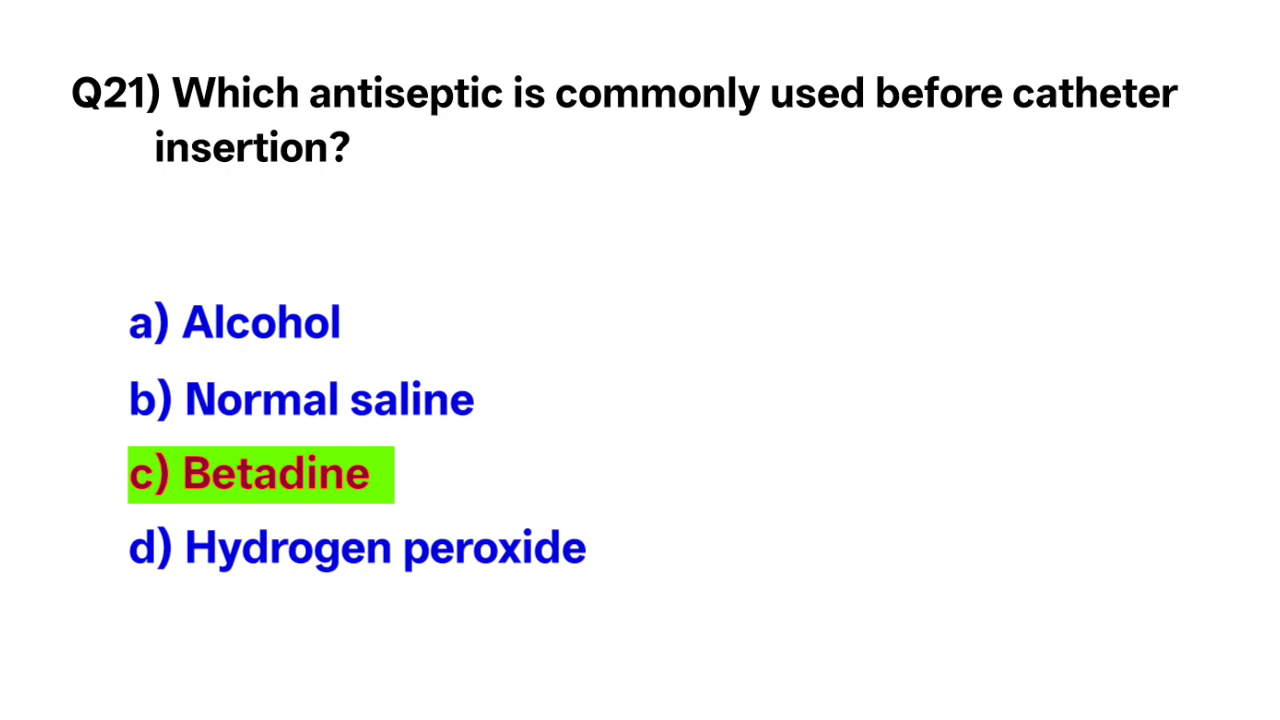 Q21) Which antiseptic is commonly used before catheter
insertion?
a) Alcohol
b) Normal saline
c) Betadine
d) Hydrogen peroxide